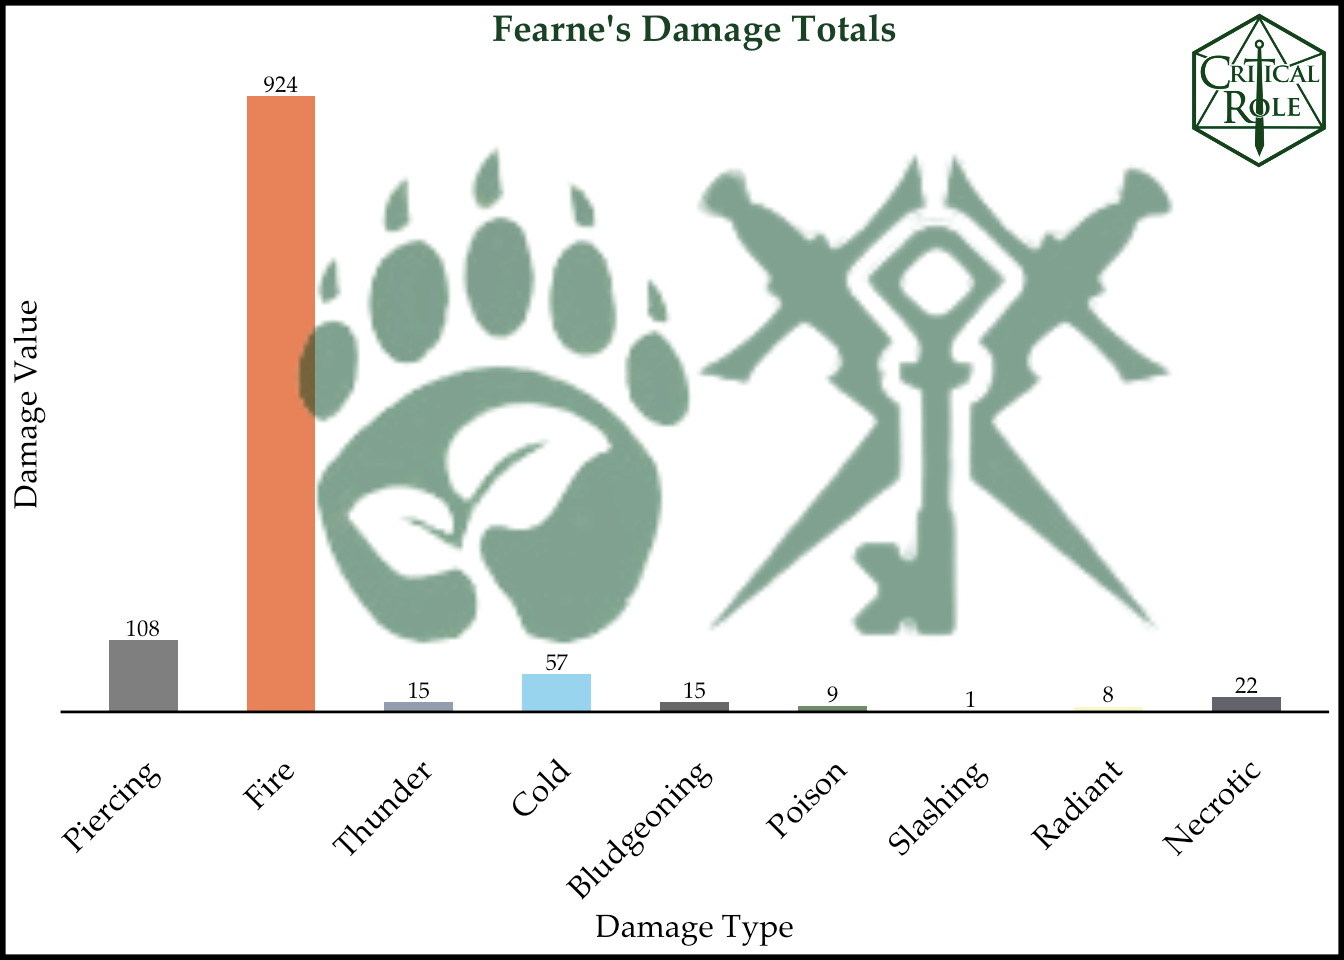 Fearne's Damage Totals
CRITICAL
ROLE
924
108
15
57
15
9
1
8
22
Damage Value
Piercing
Fire
Thunder
Cold
Bludgeoning
Poison
Slashing
Radiant
Necrotic
Damage Type